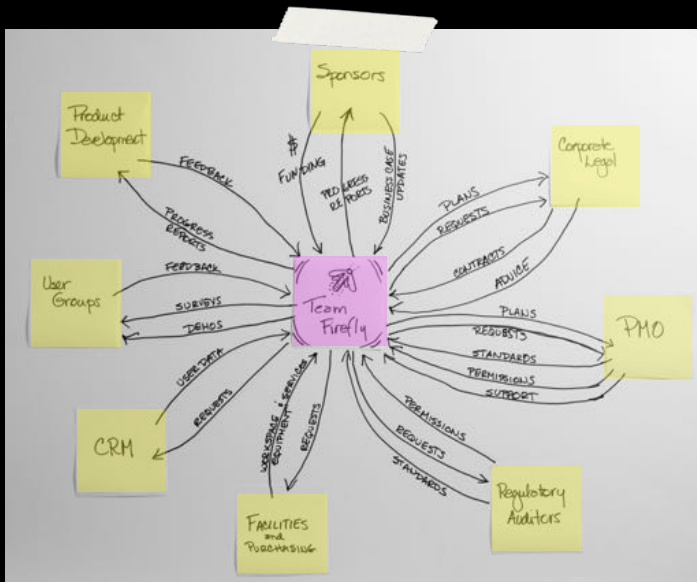 Sponsors
Product
Development
Corporate
Legal
$
FUNDING
PROGRESS
REPORTS
BUSINESS CASE
UPDATES
FEEDBACK
PROGRESS
REPORTS
PLANS
REQUESTS
CONTRACTS
ADVICE
User
Groups
FEEDBACK
SURVEYS
DEMOS
Team
Firefly
PLANS
REQUESTS
STANDARDS
PERMISSIONS
SUPPORT
PMO
CRM
USER DATA
REQUESTS
WORKSPACE & SERVICES
EQUIPMENT
REQUESTS
PERMISSIONS
REQUESTS
STANDARDS
FACILITIES
and
PURCHASING
Regulatory
Auditors